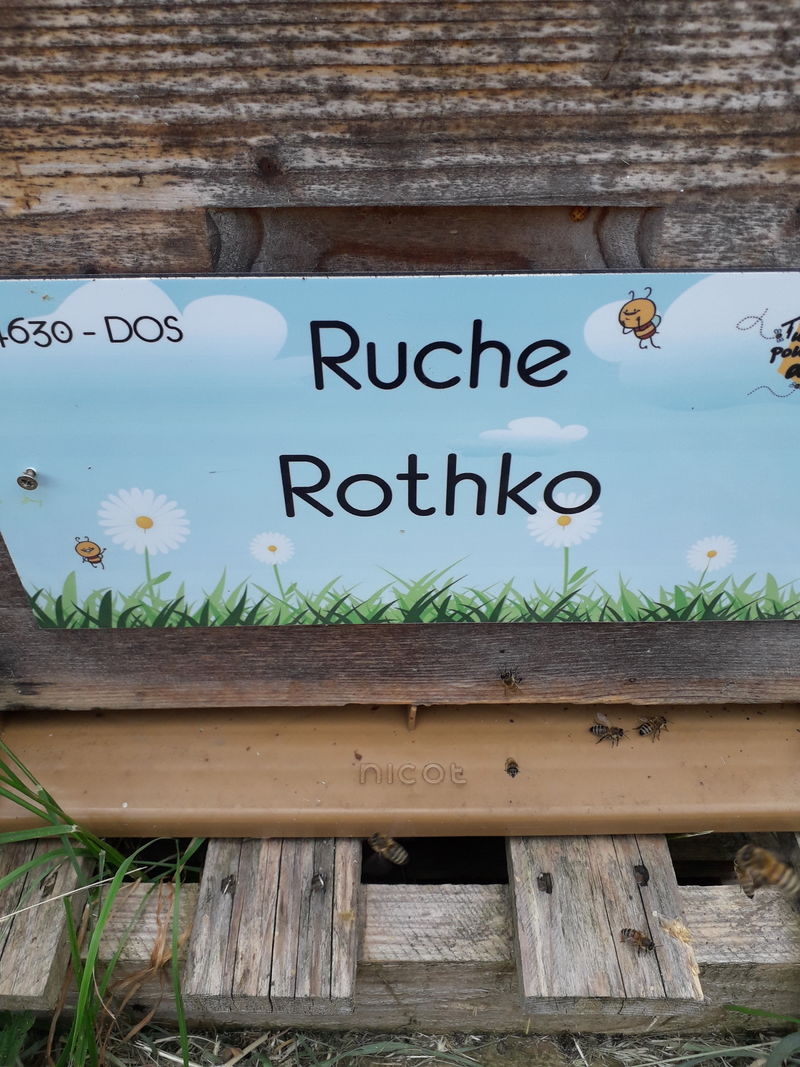 4630 - DOS
Ruche
Rothko
nicot